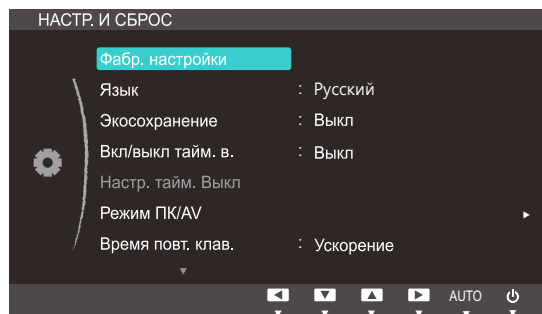 НАСТР. И СБРОС
Фабр. настройки
Язык : Русский
Экосохранение : Выкл
Вкл/выкл тайм. в. : Выкл
Настр. тайм. Выкл
Режим ПК/AV
Время повт. клав. : Ускорение
AUTO